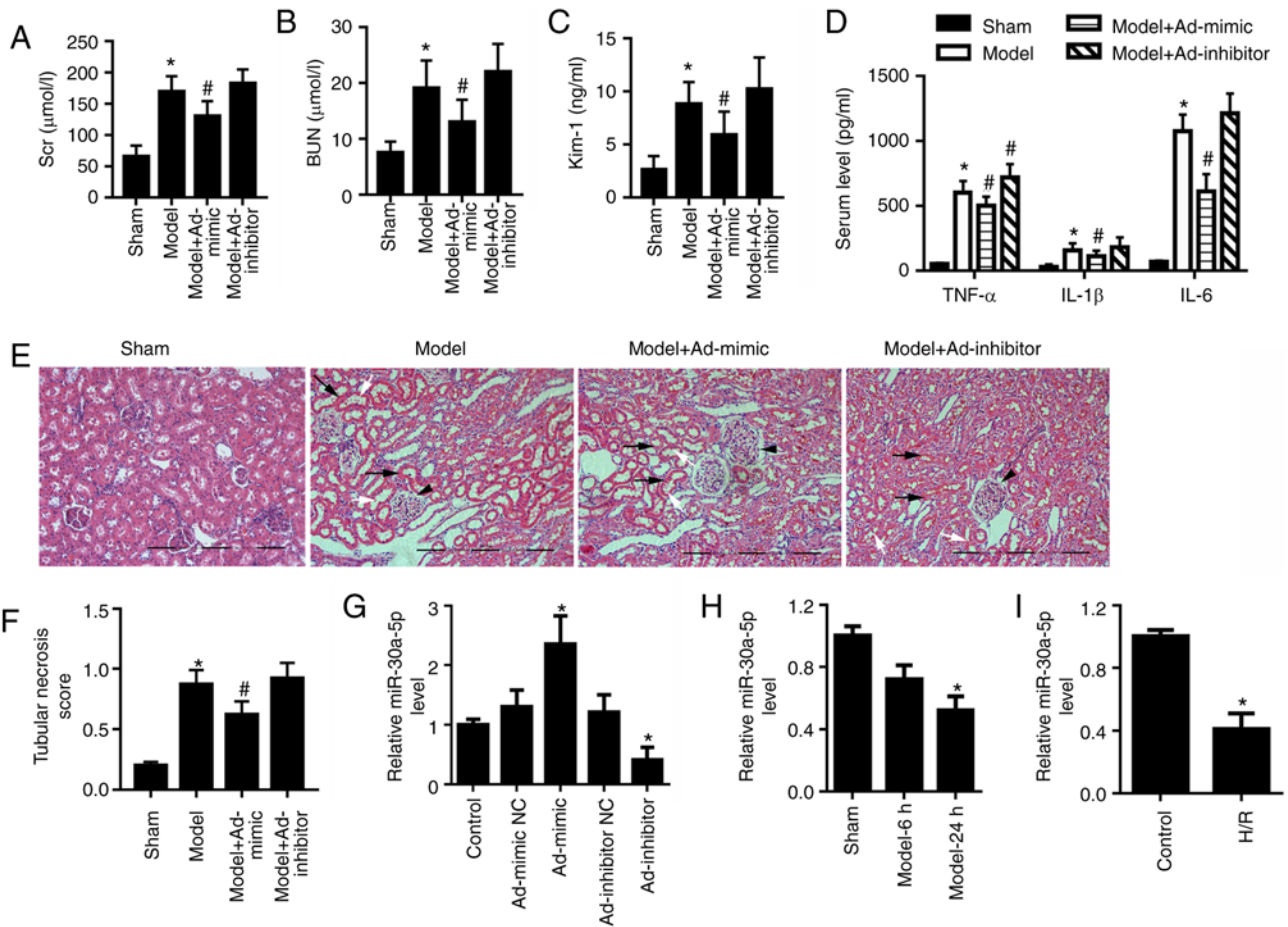 A
Scr (μmol/l)
250
200
150
100
50
0
*
#
Sham
Model
Model+Ad-
mimic
Model+Ad-
inhibitor
B
BUN (μmol/l)
30
20
10
0
*
#
Sham
Model
Model+Ad-
mimic
Model+Ad-
inhibitor
C
Kim-1 (ng/ml)
15
10
5
0
*
#
Sham
Model
Model+Ad-
mimic
Model+Ad-
inhibitor
D
Sham
Model
Model+Ad-mimic
Model+Ad-inhibitor
Serum level (pg/ml)
1500
1000
500
0
*
#
#
*
#
*
#
TNF-α
IL-1β
IL-6
E
Sham
Model
Model+Ad-mimic
Model+Ad-inhibitor
F
Tubular necrosis
score
1.5
1.0
0.5
0.0
*
#
Sham
Model
Model+Ad-
mimic
Model+Ad-
inhibitor
G
Relative miR-30a-5p
level
3
2
1
0
*
*
Control
Ad-mimic NC
Ad-mimic
Ad-inhibitor NC
Ad-inhibitor
H
Relative miR-30a-5p
level
1.2
0.8
0.4
0.0
*
Sham
Model-6 h
Model-24 h
I
Relative miR-30a-5p
level
1.2
0.8
0.4
0.0
*
Control
H/R